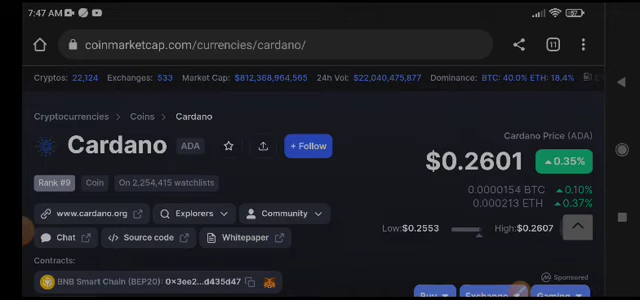 7:47 AM
coinmarketcap.com/currencies/cardano/
11
Cryptos: 22,124 Exchanges: 533 Market Cap: $812,368,964,565 24h Vol: $22,040,475,877 Dominance: BTC: 40.0% ETH: 18.4%
Cryptocurrencies > Coins > Cardano
Cardano Price (ADA)
Cardano ADA + Follow
$0.2601 0.35%
Rank #9 Coin On 2,254,415 watchlists
0.0000154 BTC 0.10%
0.000213 ETH 0.37%
www.cardano.org Explorers Community
Low: $0.2553 High: $0.2607
Chat Source code Whitepaper
Contracts:
Sponsored
BNB Smart Chain (BEP20): 0x3ee2...d435d47
Buy Exchange Gaming